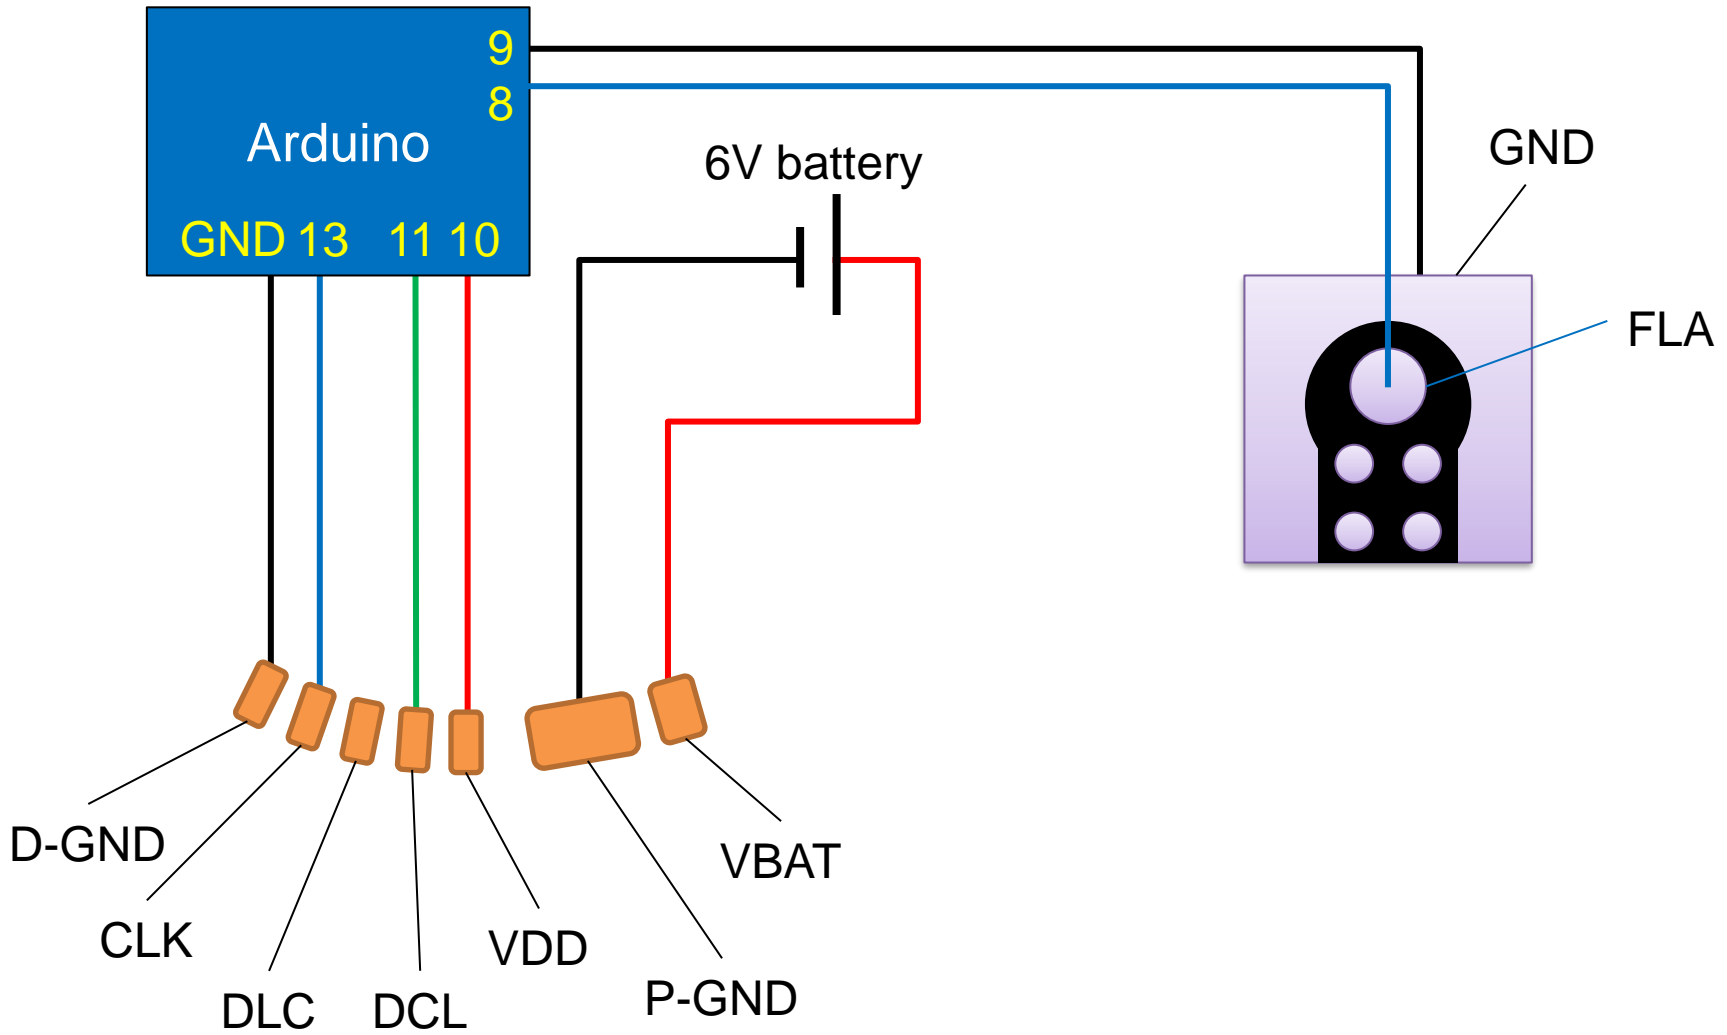 9
8
Arduino
GND 13 11 10
6V battery
GND
FLA
D-GND
CLK
DLC
DCL
VDD
P-GND
VBAT